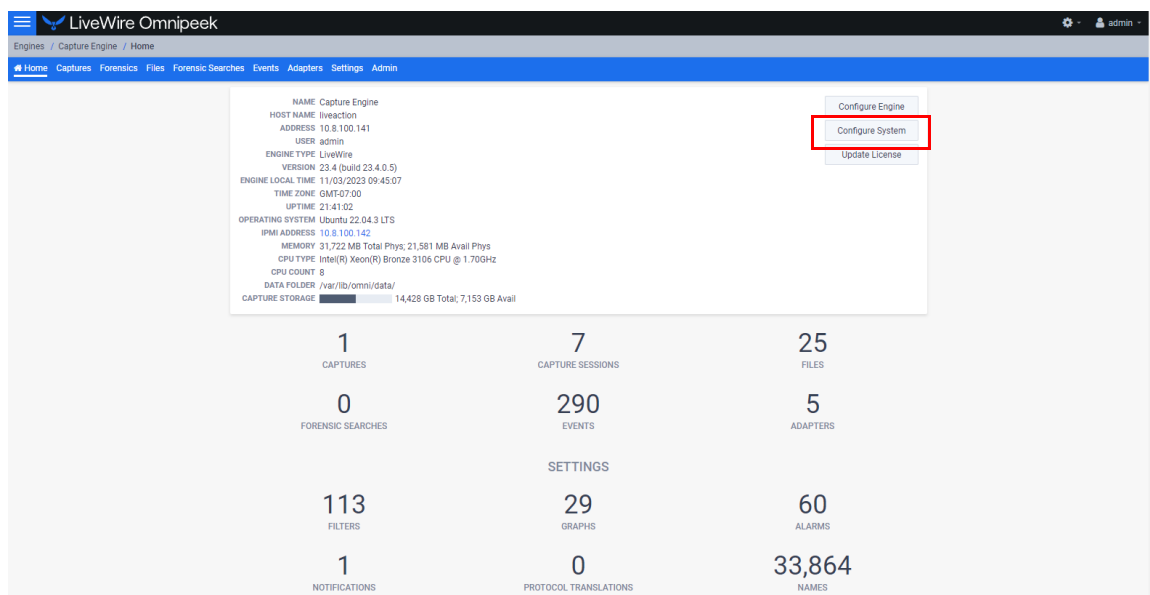 LiveWire Omnipeek
admin
Engines / Capture Engine / Home
Home Captures Forensics Files Forensic Searches Events Adapters Settings Admin
NAME Capture Engine
HOST NAME liveaction
ADDRESS 10.8.100.141
USER admin
ENGINE TYPE LiveWire
VERSION 23.4 (build 23.4.0.5)
ENGINE LOCAL TIME 11/03/2023 09:45:07
TIME ZONE GMT-07:00
UPTIME 21:41:02
OPERATING SYSTEM Ubuntu 22.04.3 LTS
IPMI ADDRESS 10.8.100.142
MEMORY 31,722 MB Total Phys; 21,581 MB Avail Phys
CPU TYPE Intel(R) Xeon(R) Bronze 3106 CPU @ 1.70GHz
CPU COUNT 8
DATA FOLDER /var/lib/omni/data/
CAPTURE STORAGE 14,428 GB Total; 7,153 GB Avail
Configure Engine
Configure System
Update License
1 7 25
CAPTURES CAPTURE SESSIONS FILES
0 290 5
FORENSIC SEARCHES EVENTS ADAPTERS
SETTINGS
113 29 60
FILTERS GRAPHS ALARMS
1 0 33,864
NOTIFICATIONS PROTOCOL TRANSLATIONS NAMES